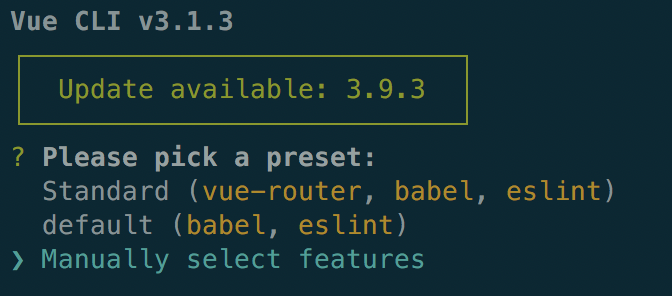 Vue CLI v3.1.3
Update available: 3.9.3
? Please pick a preset:
Standard (vue-router, babel, eslint)
default (babel, eslint)
❯ Manually select features